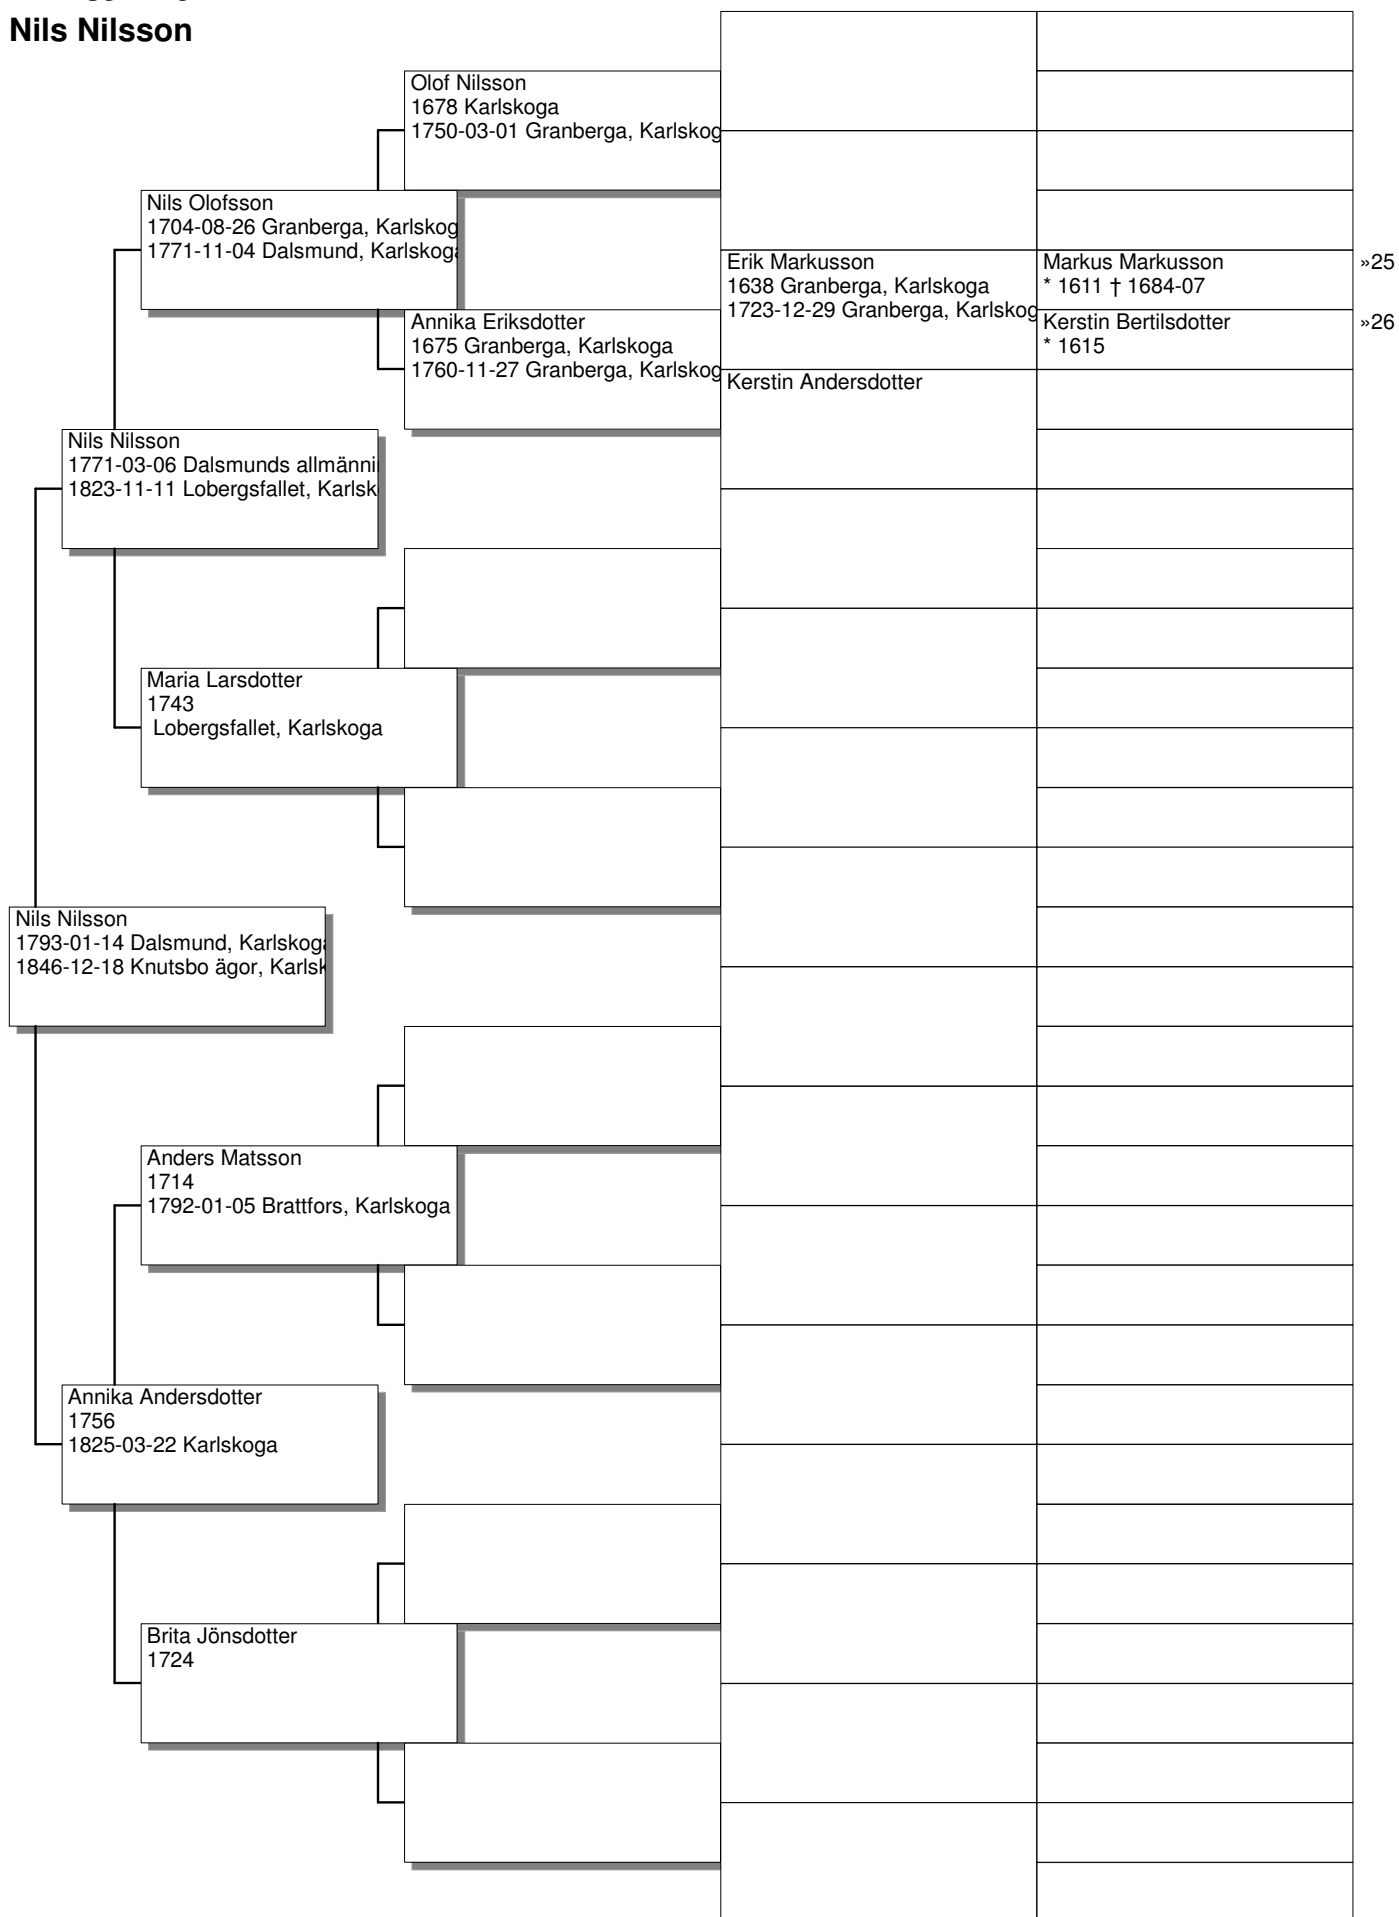 Nils Nilsson
Olof Nilsson
1678 Karlskoga
1750-03-01 Granberga, Karlskog
Nils Olofsson
1704-08-26 Granberga, Karlskog
1771-11-04 Dalsmund, Karlskoga
Erik Markusson
1638 Granberga, Karlskoga
1723-12-29 Granberga, Karlskog
Markus Markusson
* 1611 † 1684-07
»25
Kerstin Bertilsdotter
* 1615
»26
Annika Eriksdotter
1675 Granberga, Karlskoga
1760-11-27 Granberga, Karlskog
Kerstin Andersdotter
Nils Nilsson
1771-03-06 Dalsmunds allmänni
1823-11-11 Lobergsfallet, Karlsk
Maria Larsdotter
1743
Lobergsfallet, Karlskoga
Nils Nilsson
1793-01-14 Dalsmund, Karlskoga
1846-12-18 Knutsbo ägor, Karlsk
Anders Matsson
1714
1792-01-05 Brattfors, Karlskoga
Annika Andersdotter
1756
1825-03-22 Karlskoga
Brita Jönsdotter
1724